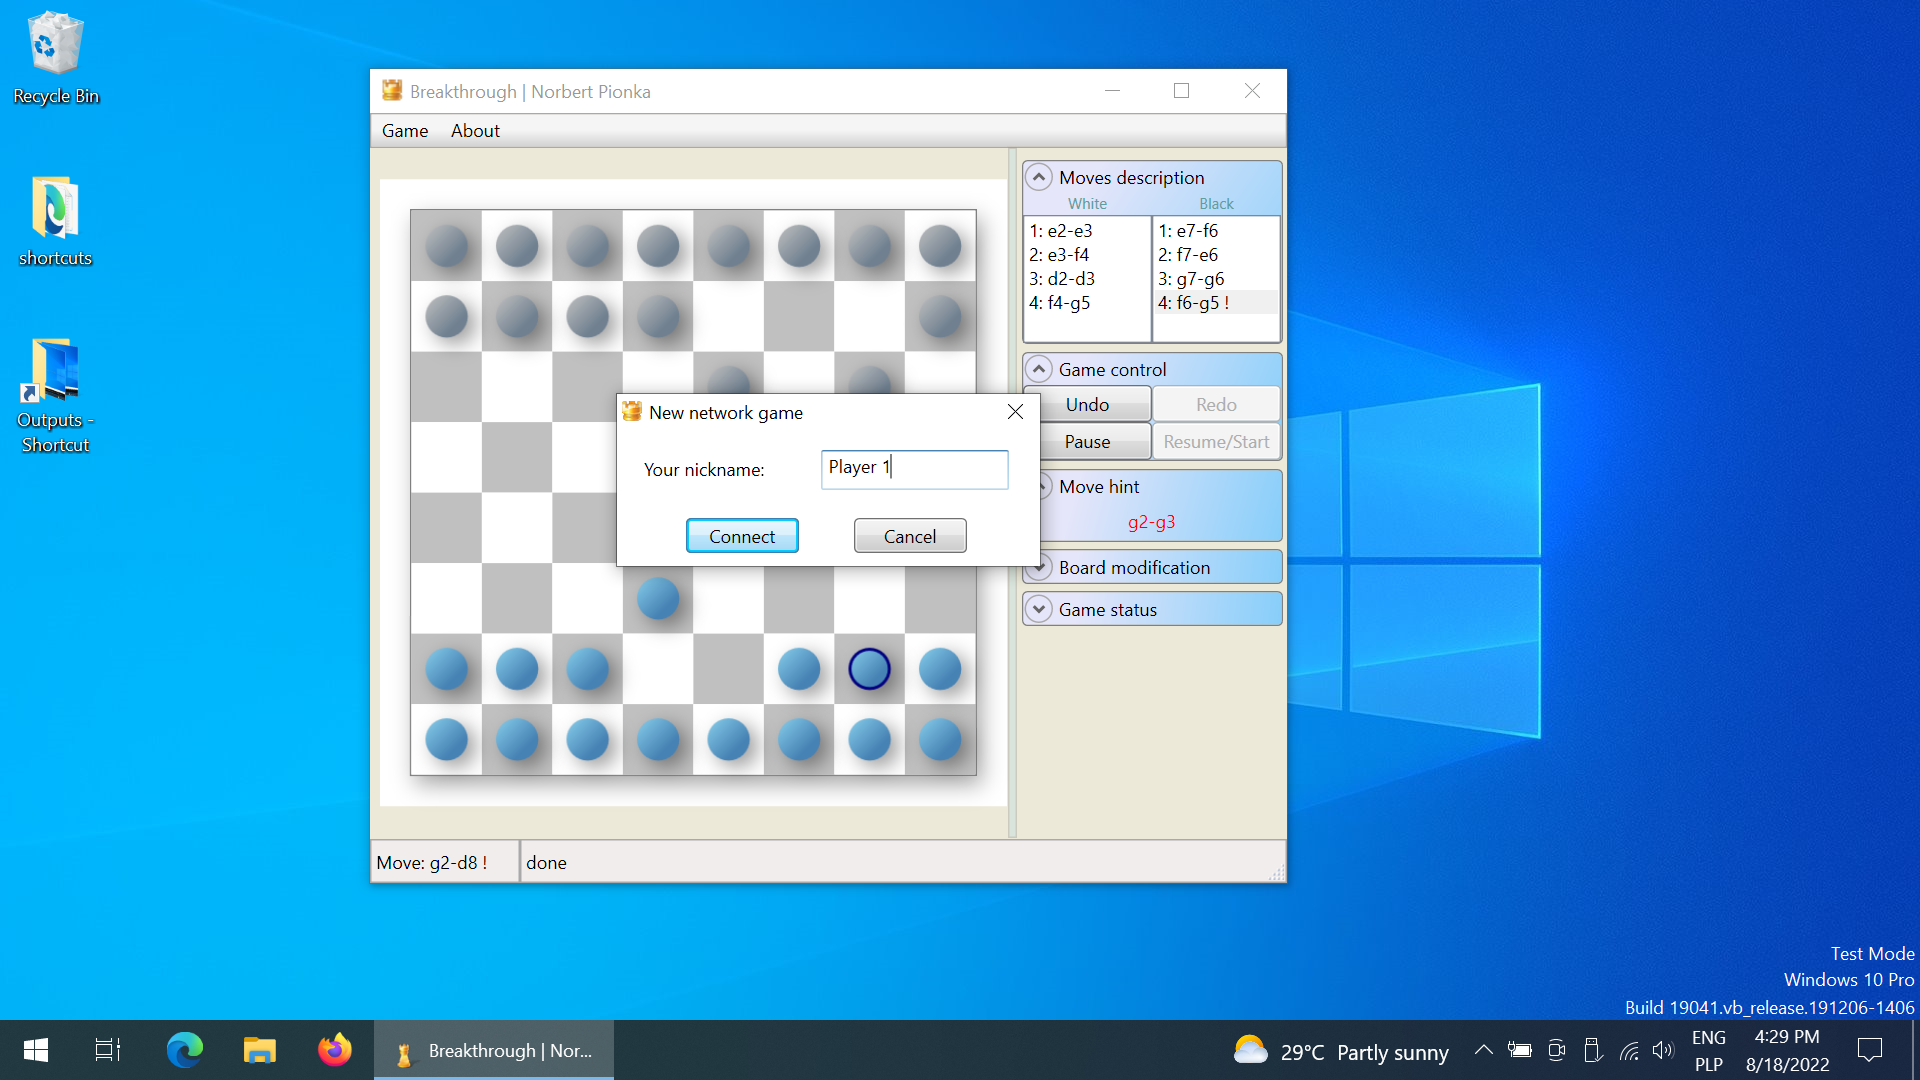 Recycle Bin
shortcuts
Outputs -
Shortcut
Breakthrough | Norbert Pionka
Game About
Moves description
White Black
1: e2-e3 1: e7-f6
2: e3-f4 2: f7-e6
3: d2-d3 3: g7-g6
4: f4-g5 4: f6-g5 !
Game control
Undo Redo
Pause Resume/Start
Move hint
g2-g3
Board modification
Game status
New network game
Your nickname: Player 1
Connect Cancel
Move: g2-d8 ! done
Test Mode
Windows 10 Pro
Build 19041.vb_release.191206-1406
Breakthrough | Nor...
29°C Partly sunny
ENG
PLP
4:29 PM
8/18/2022